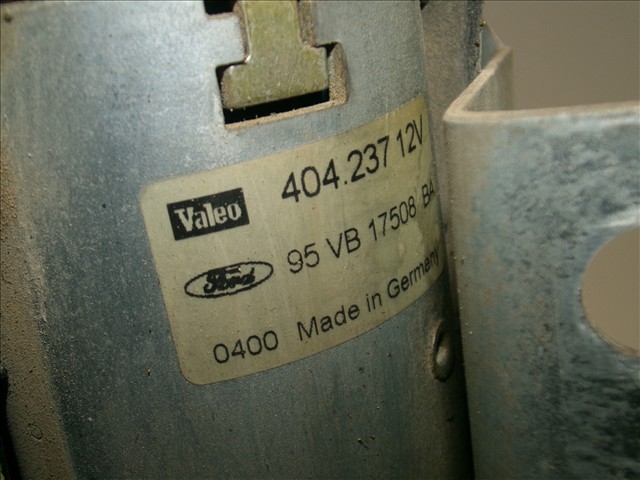 Valeo 404.237 12V
Ford 95 VB 17508 BA
0400 Made in Germany